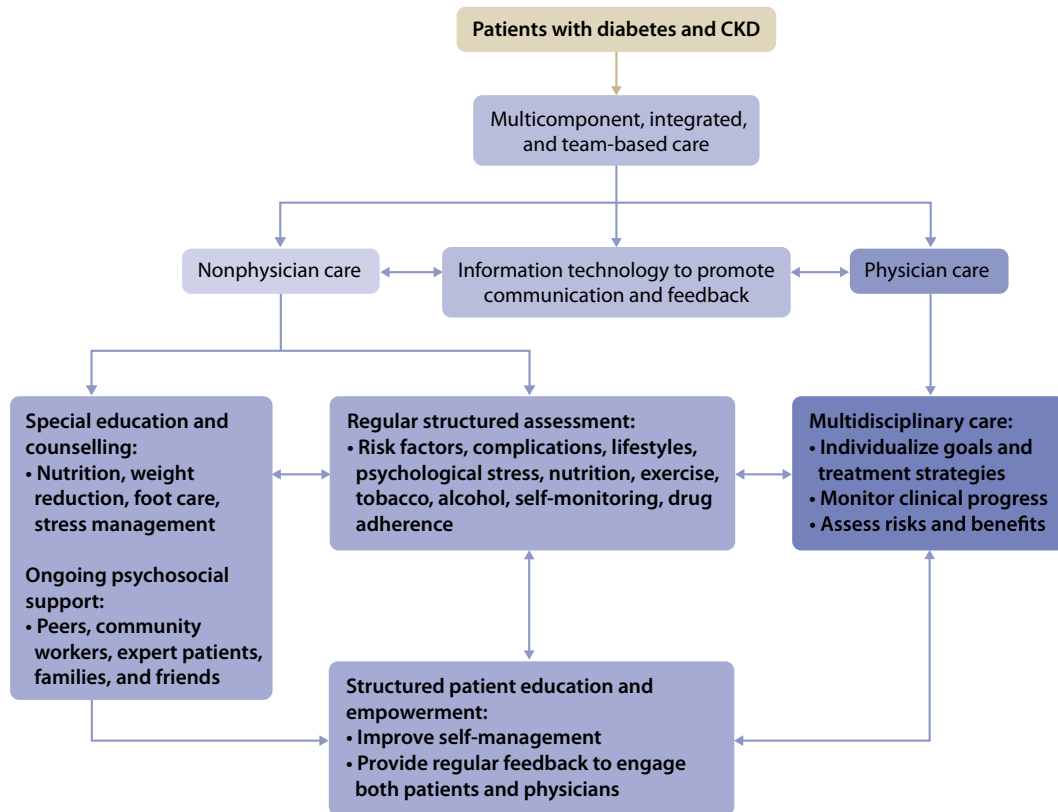 Patients with diabetes and CKD
Multicomponent, integrated,
and team-based care
Nonphysician care
Information technology to promote
communication and feedback
Physician care
Special education and
counselling:
• Nutrition, weight
reduction, foot care,
stress management
Ongoing psychosocial
support:
• Peers, community
workers, expert patients,
families, and friends
Regular structured assessment:
• Risk factors, complications, lifestyles,
psychological stress, nutrition, exercise,
tobacco, alcohol, self-monitoring, drug
adherence
Multidisciplinary care:
• Individualize goals and
treatment strategies
• Monitor clinical progress
• Assess risks and benefits
Structured patient education and
empowerment:
• Improve self-management
• Provide regular feedback to engage
both patients and physicians